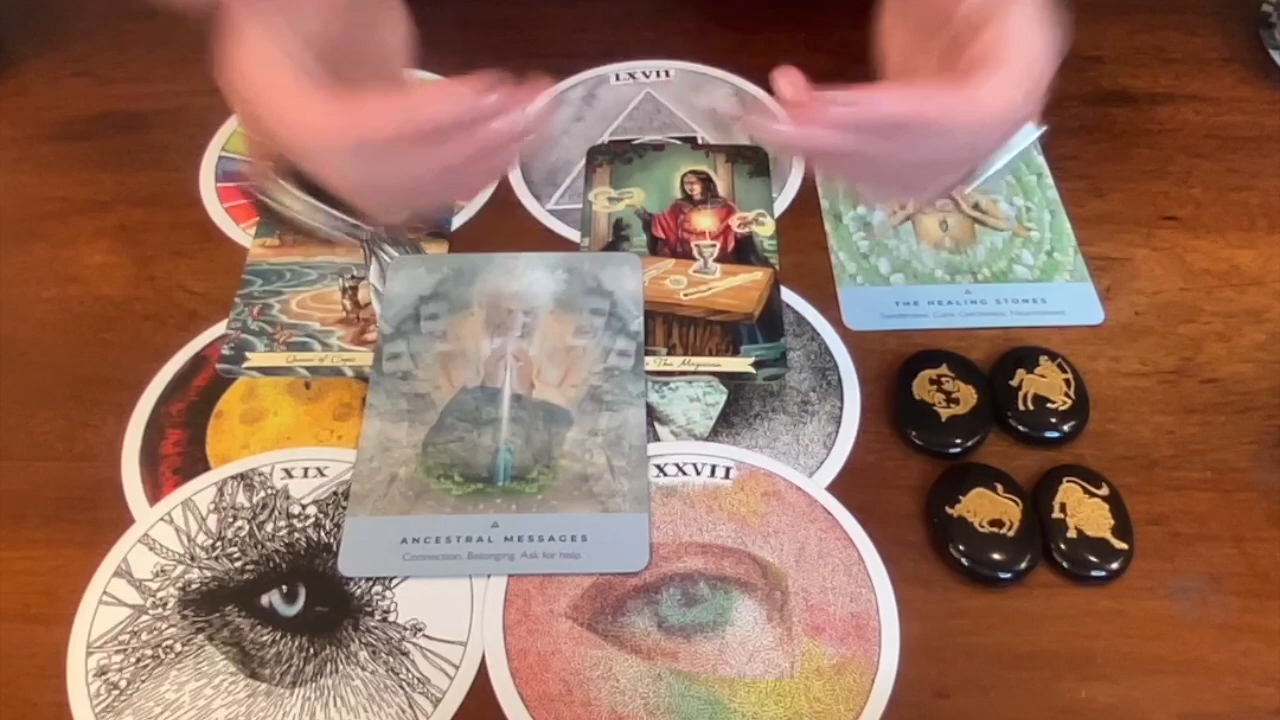 LXVII
THE HEALING STONES
Queen of Cups
The Magician
XIX
XXVII
ANCESTRAL MESSAGES
Connection. Belonging. Ask for help.